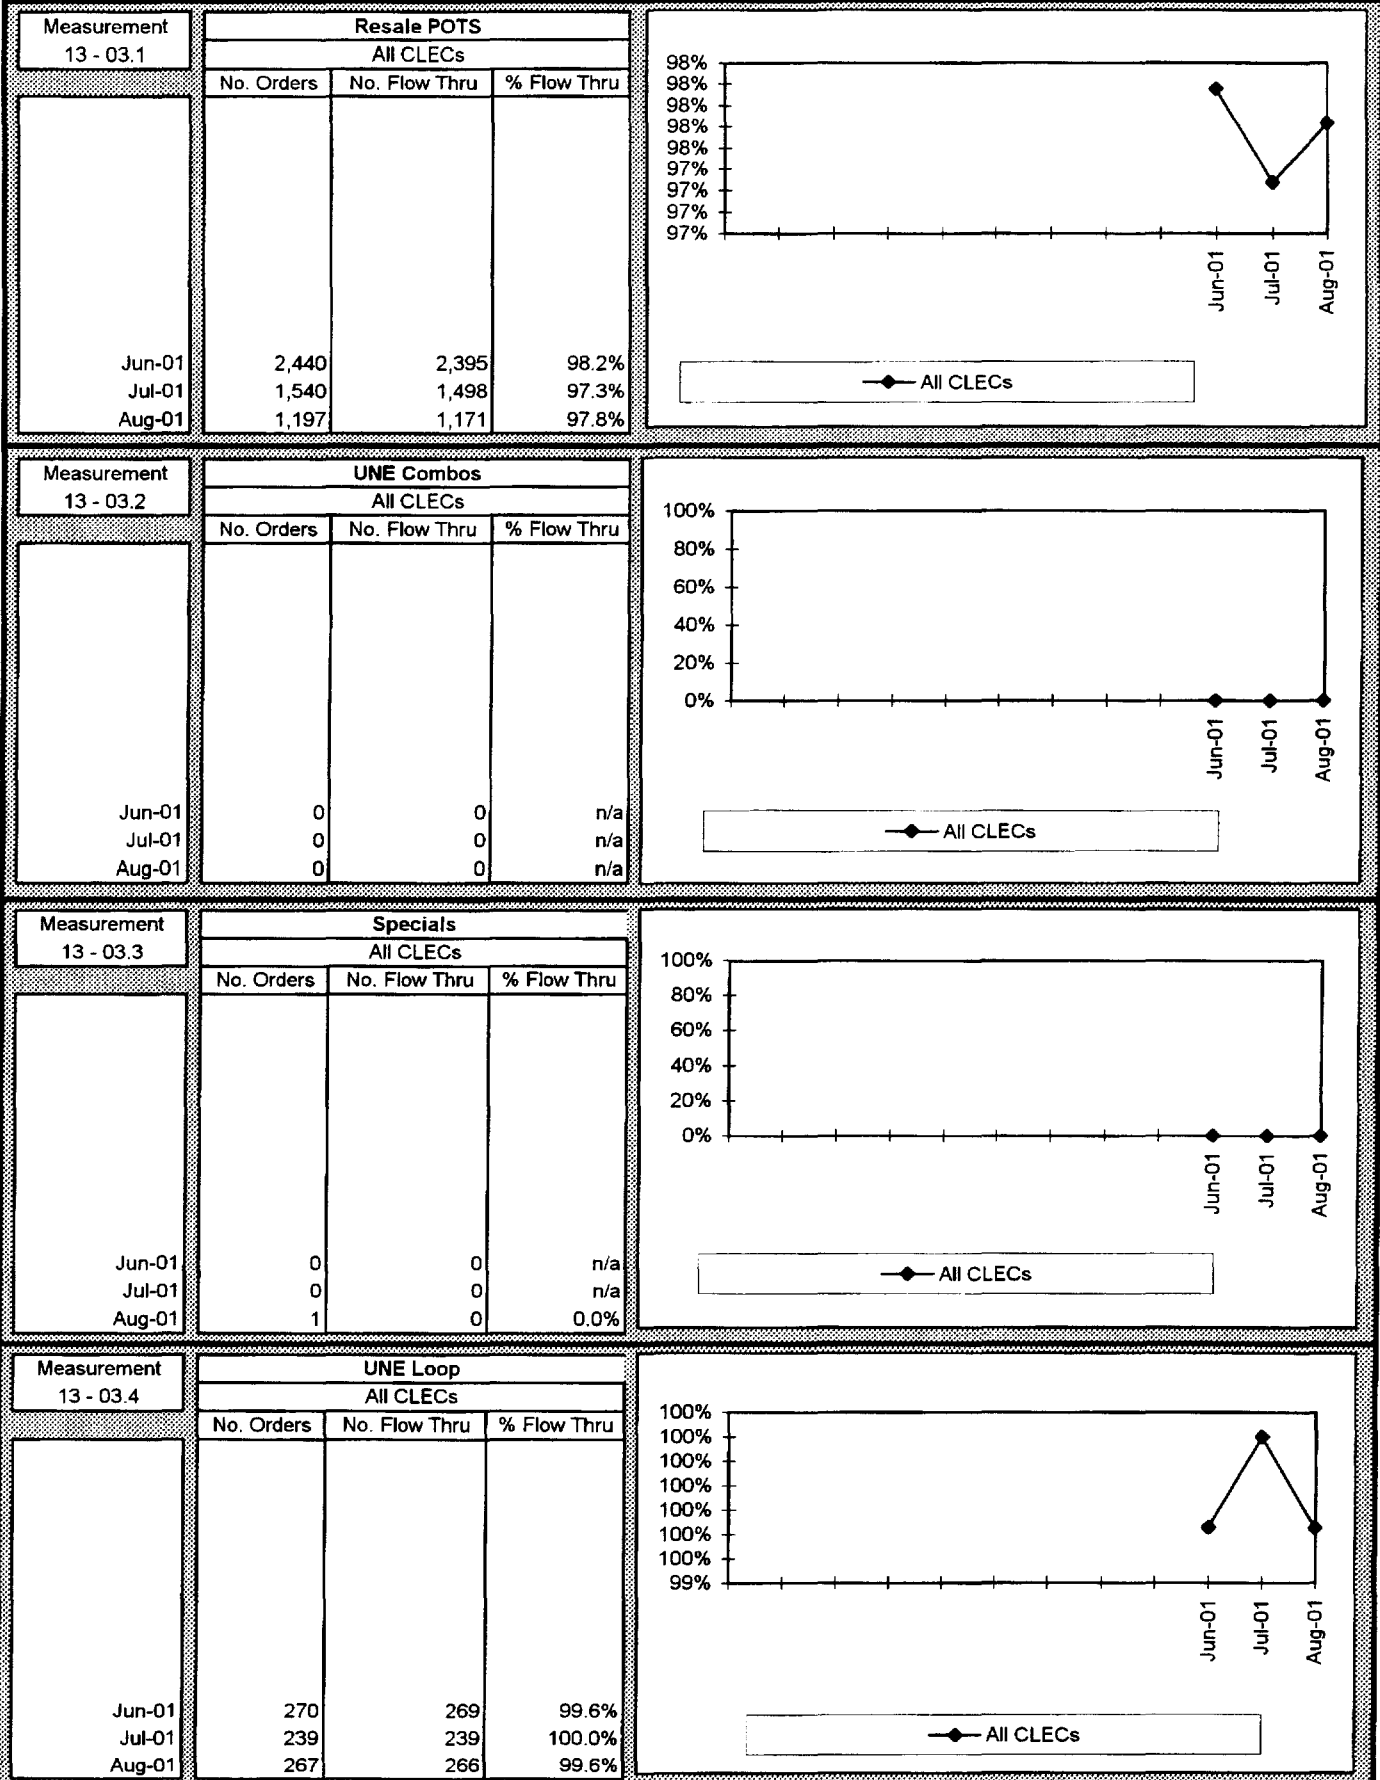 Measurement
13 - 03.1
Resale POTS
All CLECs
No. Orders No. Flow Thru % Flow Thru
Jun-01 2,440 2,395 98.2%
Jul-01 1,540 1,498 97.3%
Aug-01 1,197 1,171 97.8%
98%
98%
98%
98%
98%
97%
97%
97%
97%
Jun-01
Jul-01
Aug-01
All CLECs
Measurement
13 - 03.2
UNE Combos
All CLECs
No. Orders No. Flow Thru % Flow Thru
Jun-01 0 0 n/a
Jul-01 0 0 n/a
Aug-01 0 0 n/a
100%
80%
60%
40%
20%
0%
Jun-01
Jul-01
Aug-01
All CLECs
Measurement
13 - 03.3
Specials
All CLECs
No. Orders No. Flow Thru % Flow Thru
Jun-01 0 0 n/a
Jul-01 0 0 n/a
Aug-01 1 0 0.0%
100%
80%
60%
40%
20%
0%
Jun-01
Jul-01
Aug-01
All CLECs
Measurement
13 - 03.4
UNE Loop
All CLECs
No. Orders No. Flow Thru % Flow Thru
Jun-01 270 269 99.6%
Jul-01 239 239 100.0%
Aug-01 267 266 99.6%
100%
100%
100%
100%
100%
100%
100%
99%
Jun-01
Jul-01
Aug-01
All CLECs